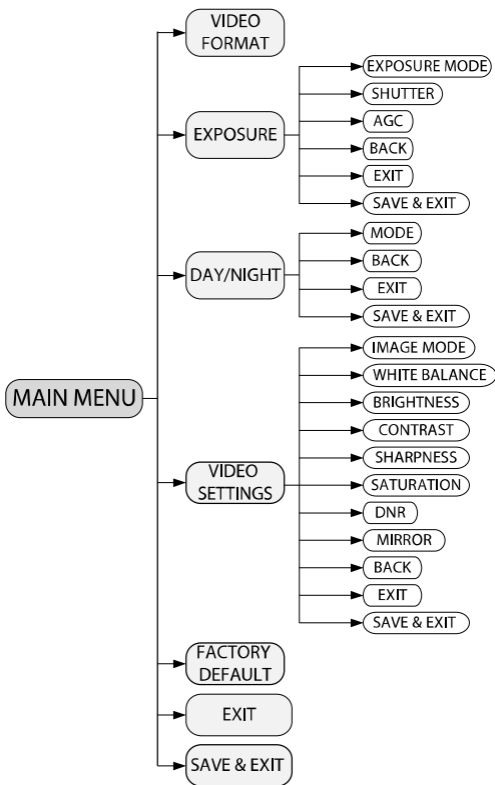 MAIN MENU
VIDEO
FORMAT
EXPOSURE
EXPOSURE MODE
SHUTTER
AGC
BACK
EXIT
SAVE & EXIT
DAY/NIGHT
MODE
BACK
EXIT
SAVE & EXIT
VIDEO
SETTINGS
IMAGE MODE
WHITE BALANCE
BRIGHTNESS
CONTRAST
SHARPNESS
SATURATION
DNR
MIRROR
BACK
EXIT
SAVE & EXIT
FACTORY
DEFAULT
EXIT
SAVE & EXIT